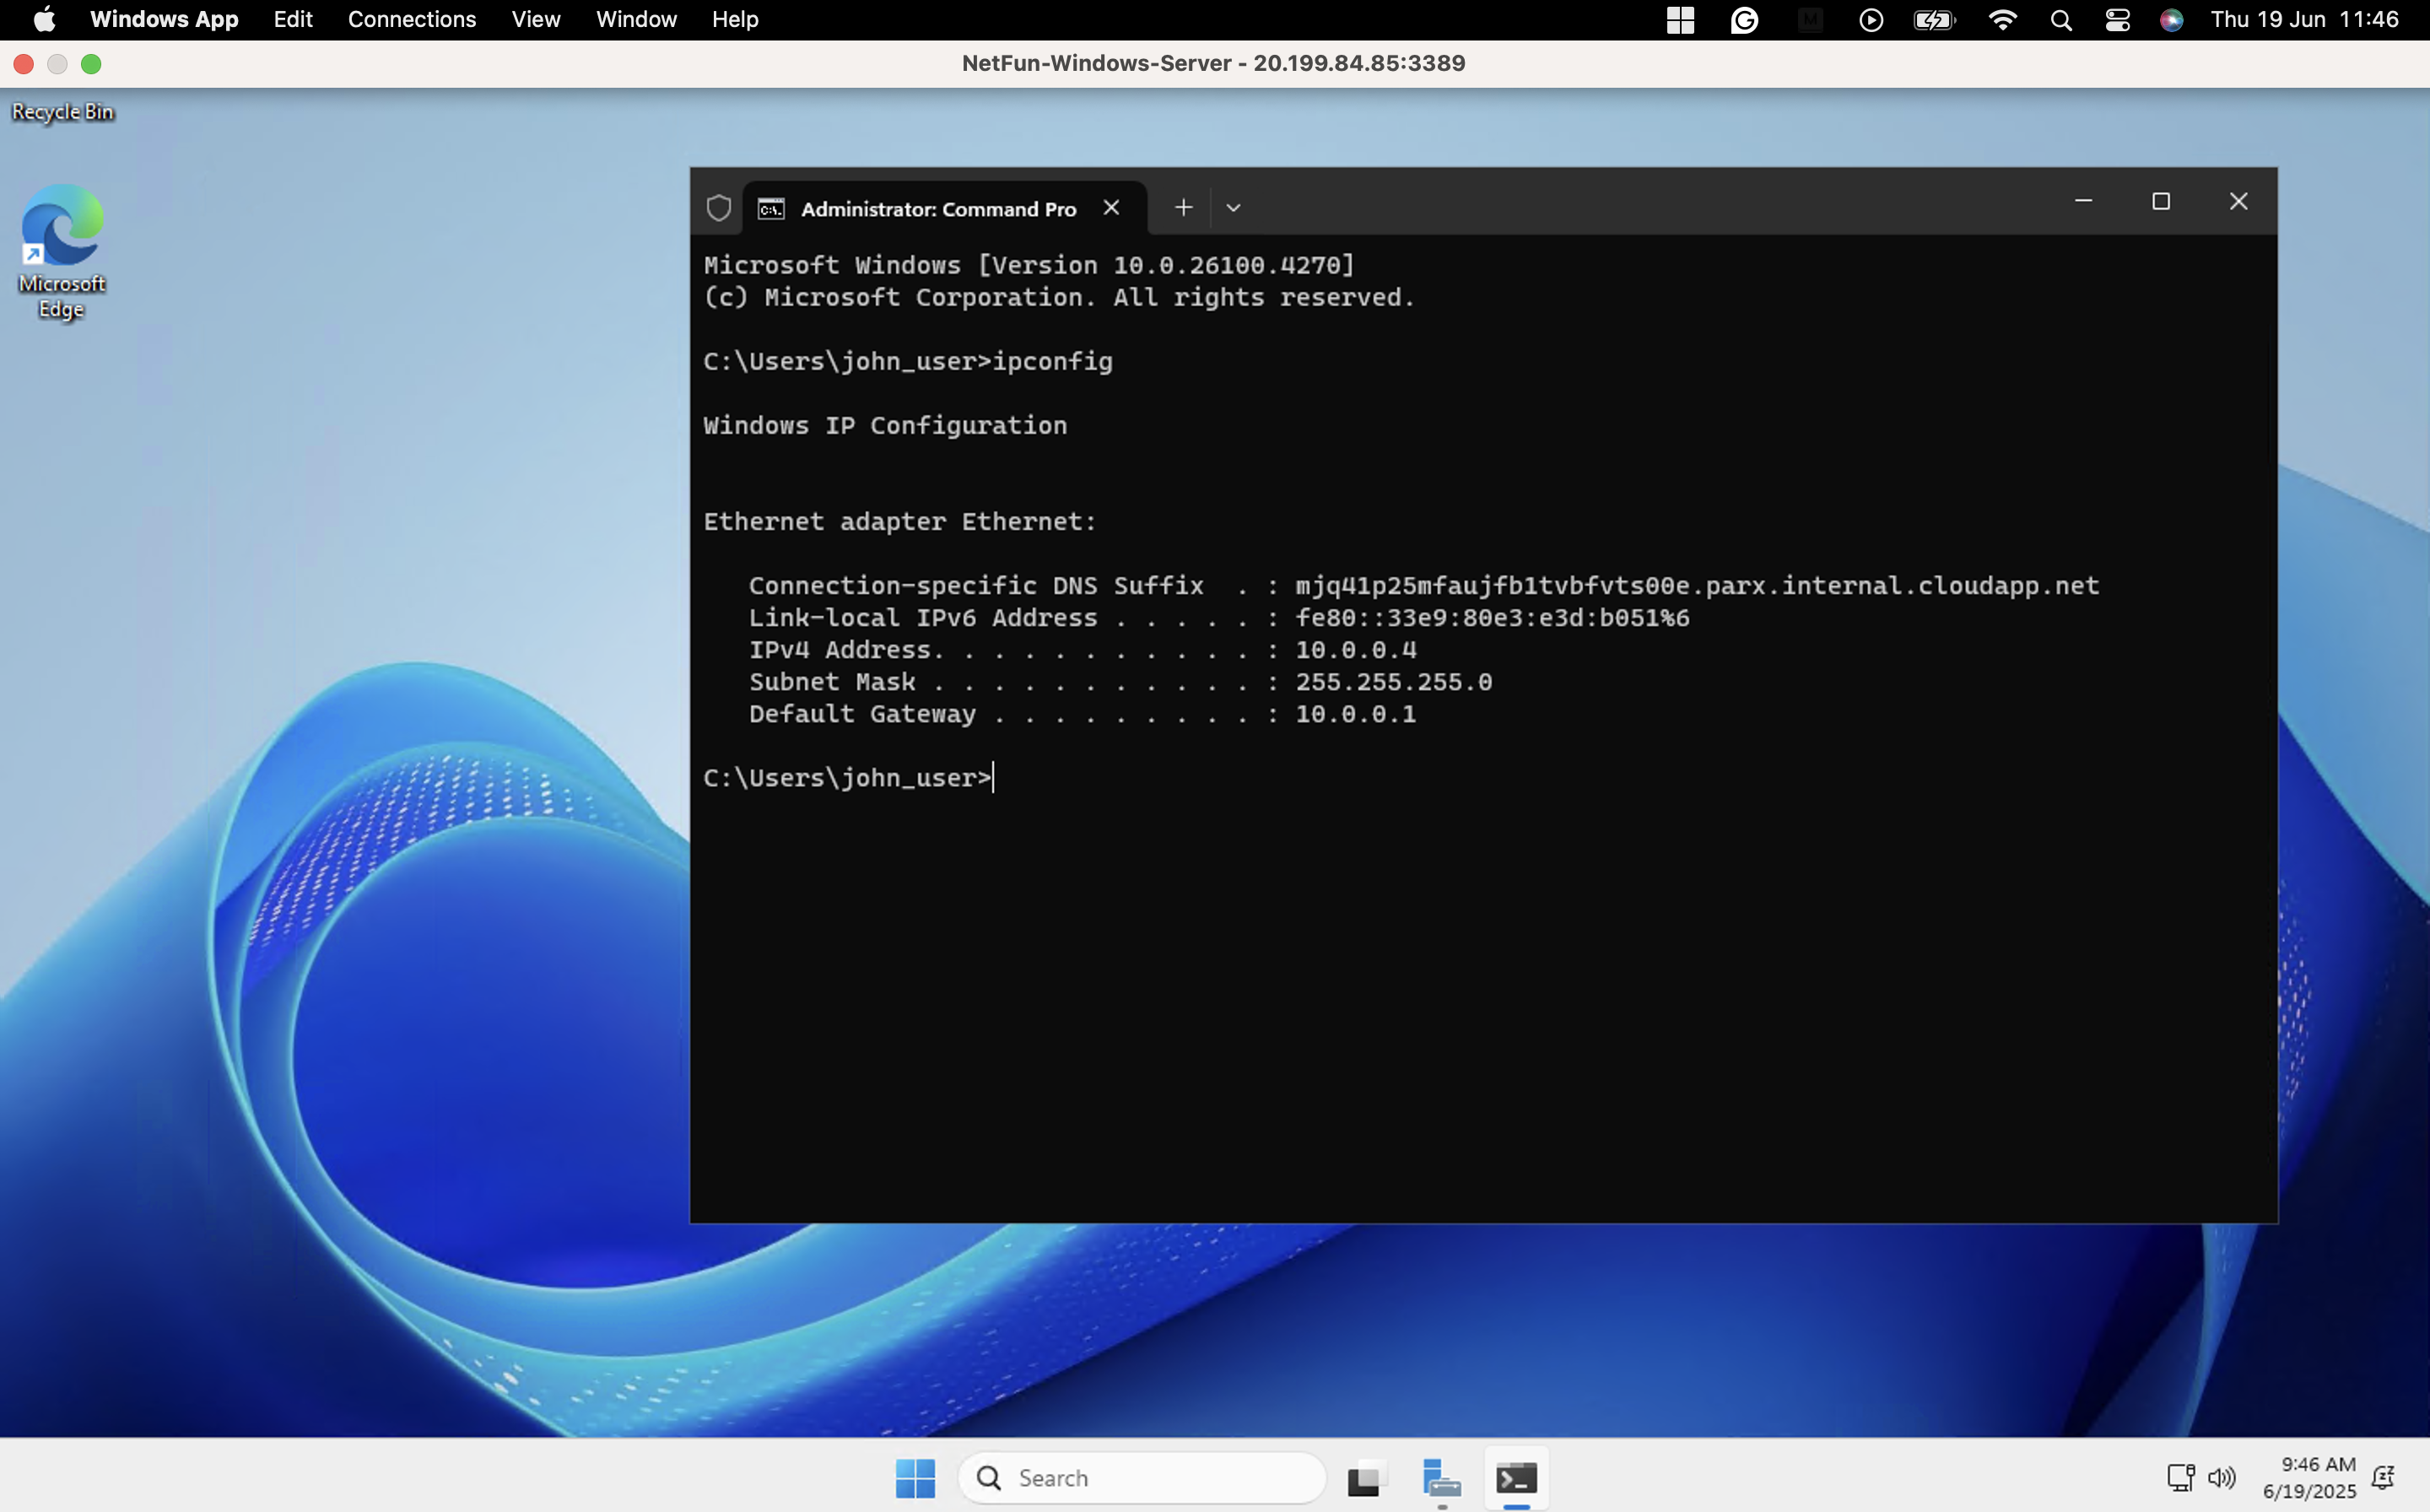 Windows App Edit Connections View Window Help Thu 19 Jun 11:46
NetFun-Windows-Server - 20.199.84.85:3389
Recycle Bin
Microsoft
Edge
Administrator: Command Pro
Microsoft Windows [Version 10.0.26100.4270]
(c) Microsoft Corporation. All rights reserved.
C:\Users\john_user>ipconfig
Windows IP Configuration
Ethernet adapter Ethernet:
Connection-specific DNS Suffix  . : mjq41p25mfaujfb1tvbfvts00e.parx.internal.cloudapp.net
Link-local IPv6 Address . . . . . : fe80::33e9:80e3:e3d:b051%6
IPv4 Address. . . . . . . . . . . : 10.0.0.4
Subnet Mask . . . . . . . . . . . : 255.255.255.0
Default Gateway . . . . . . . . . : 10.0.0.1
C:\Users\john_user>
Search
9:46 AM
6/19/2025